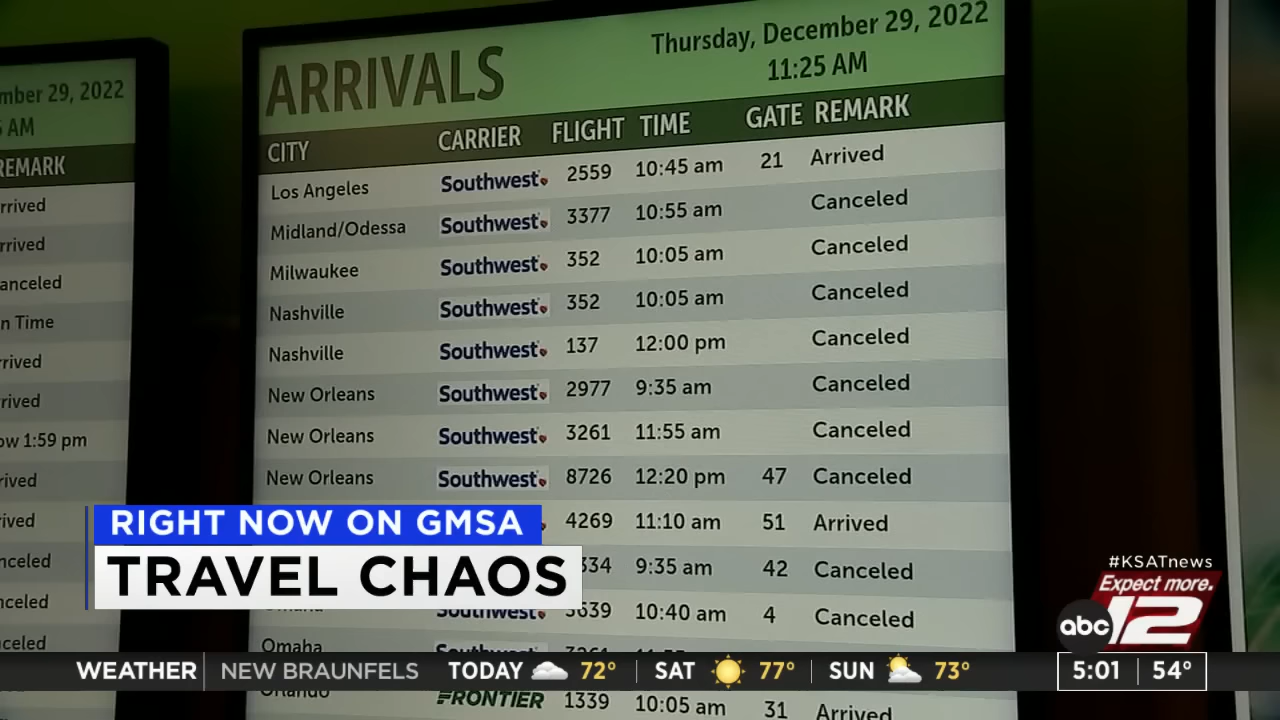 mber 29, 2022
AM
REMARK
rrived
rrived
anceled
n Time
rrived
rived
ow 1:59 pm
rived
ived
nceled
nceled
celed
ARRIVALS
Thursday, December 29, 2022
11:25 AM
CITY CARRIER FLIGHT TIME GATE REMARK
Los Angeles Southwest 2559 10:45 am 21 Arrived
Midland/Odessa Southwest 3377 10:55 am Canceled
Milwaukee Southwest 352 10:05 am Canceled
Nashville Southwest 352 10:05 am Canceled
Nashville Southwest 137 12:00 pm Canceled
New Orleans Southwest 2977 9:35 am Canceled
New Orleans Southwest 3261 11:55 am Canceled
New Orleans Southwest 8726 12:20 pm 47 Canceled
4269 11:10 am 51 Arrived
334 9:35 am 42 Canceled
Southwest 3639 10:40 am 4 Canceled
Omaha
Orlando FRONTIER 1339 10:05 am 31 Arrived
RIGHT NOW ON GMSA
TRAVEL CHAOS
#KSATnews
Expect more.
abc 12
WEATHER NEW BRAUNFELS TODAY 72° SAT 77° SUN 73° 5:01 54°